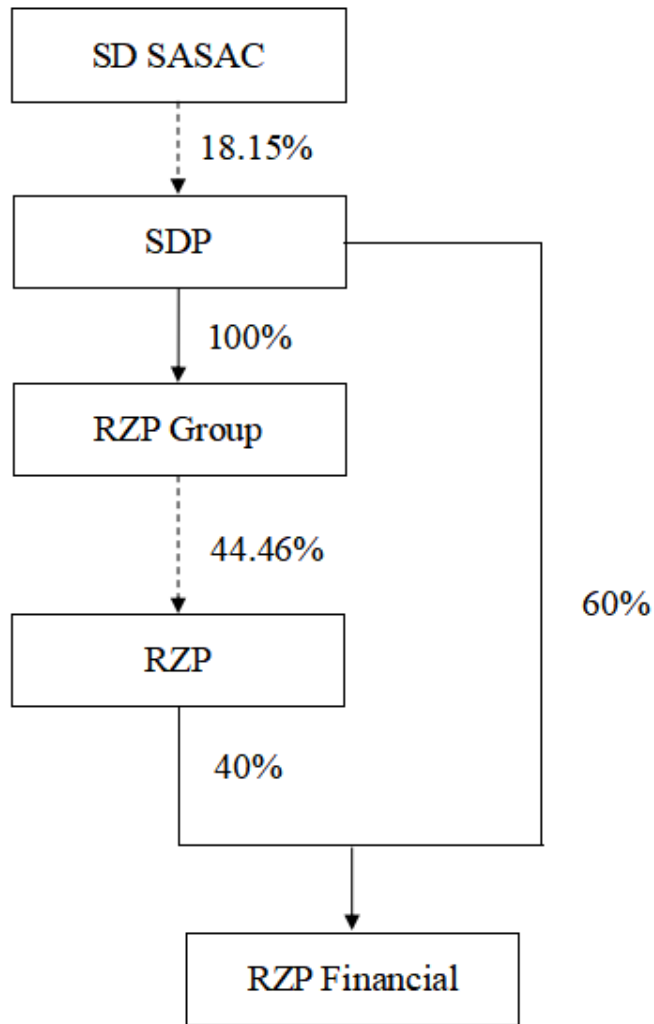 SD SASAC
18.15%
SDP
100%
RZP Group
44.46%
60%
RZP
40%
RZP Financial